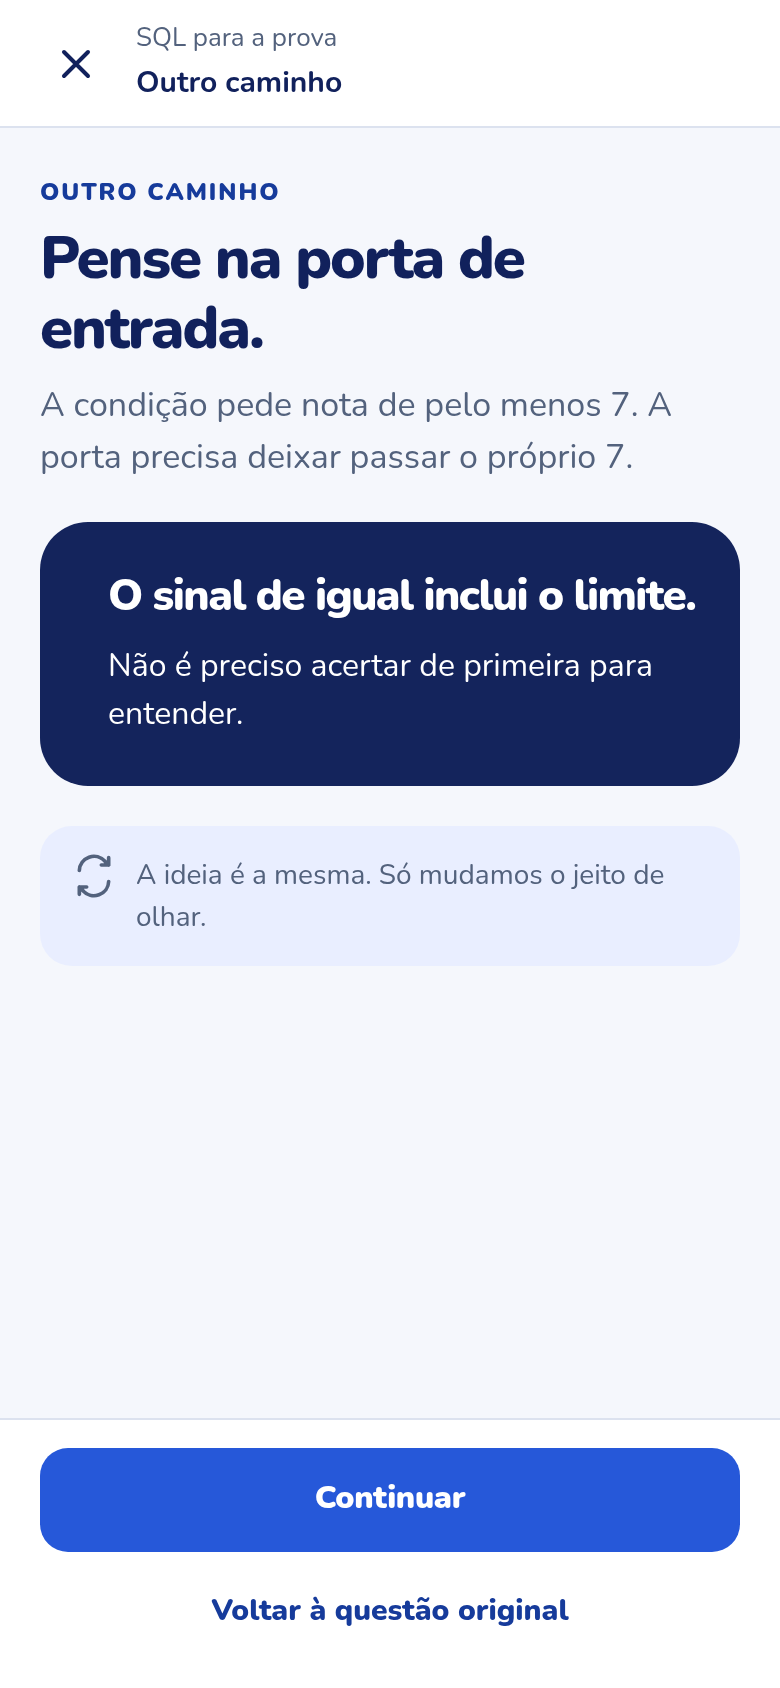 SQL para a prova
Outro caminho
OUTRO CAMINHO
Pense na porta de
entrada.
A condição pede nota de pelo menos 7. A
porta precisa deixar passar o próprio 7.
O sinal de igual inclui o limite.
Não é preciso acertar de primeira para
entender.
A ideia é a mesma. Só mudamos o jeito de
olhar.
Continuar
Voltar à questão original